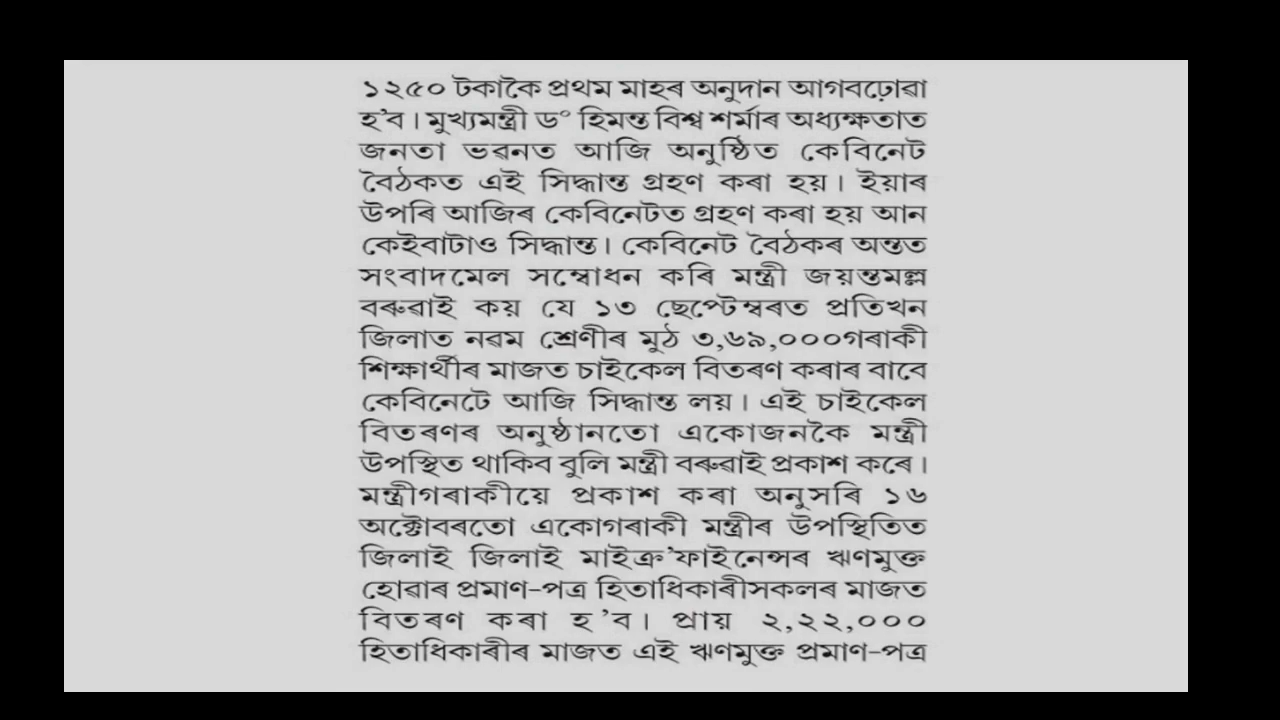 ১২৫০ টকাকৈ প্ৰথম মাহৰ অনুদান আগবঢ়োৱা
হ'ব। মুখ্যমন্ত্ৰী ড° হিমন্ত বিশ্ব শৰ্মাৰ অধ্যক্ষতাত
জনতা ভৱনত আজি অনুষ্ঠিত কেবিনেট
বৈঠকত এই সিদ্ধান্ত গ্ৰহণ কৰা হয়। ইয়াৰ
উপৰি আজিৰ কেবিনেটত গ্ৰহণ কৰা হয় আন
কেইবাটাও সিদ্ধান্ত। কেবিনেট বৈঠকৰ অন্তত
সংবাদমেল সম্বোধন কৰি মন্ত্ৰী জয়ন্তমল্ল
বৰুৱাই কয় যে ১৩ ছেপ্টেম্বৰত প্ৰতিখন
জিলাত নৱম শ্ৰেণীৰ মুঠ ৩,৬৯,০০০গৰাকী
শিক্ষাৰ্থীৰ মাজত চাইকেল বিতৰণ কৰাৰ বাবে
কেবিনেটে আজি সিদ্ধান্ত লয়। এই চাইকেল
বিতৰণৰ অনুষ্ঠানতো একোজনকৈ মন্ত্ৰী
উপস্থিত থাকিব বুলি মন্ত্ৰী বৰুৱাই প্ৰকাশ কৰে।
মন্ত্ৰীগৰাকীয়ে প্ৰকাশ কৰা অনুসৰি ১৬
অক্টোবৰতো একোগৰাকী মন্ত্ৰীৰ উপস্থিতিত
জিলাই জিলাই মাইক্ৰ'ফাইনেন্সৰ ঋণমুক্ত
হোৱাৰ প্ৰমাণ-পত্ৰ হিতাধিকাৰীসকলৰ মাজত
বিতৰণ কৰা হ'ব। প্ৰায় ২,২২,০০০
হিতাধিকাৰীৰ মাজত এই ঋণমুক্ত প্ৰমাণ-পত্ৰ